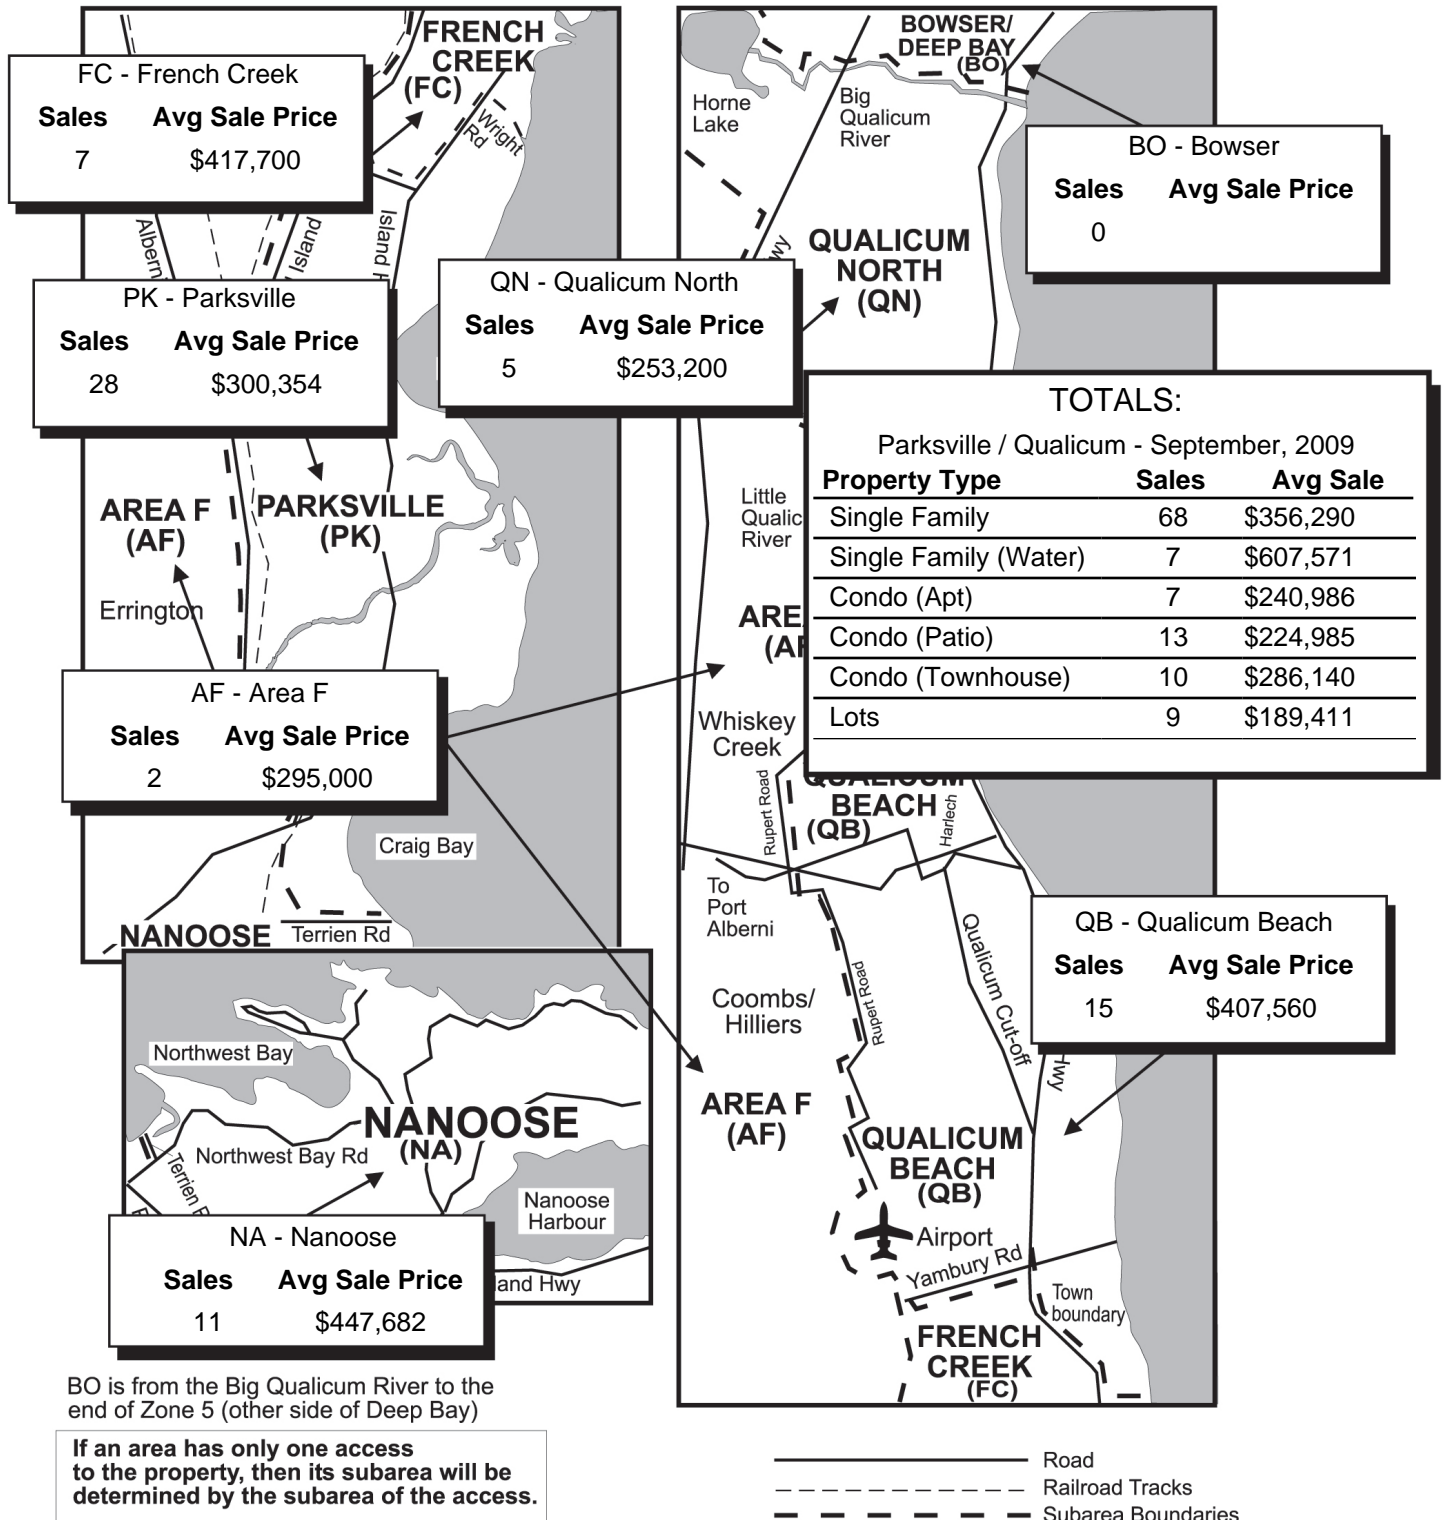 FRENCH
CREEK
(FC)
FC - French Creek
Sales Avg Sale Price
7 $417,700
Wright
Rd
Island
PK - Parksville
Sales Avg Sale Price
28 $300,354
QN - Qualicum North
Sales Avg Sale Price
5 $253,200
AREA F
(AF)
PARKSVILLE
(PK)
Errington
AF - Area F
Sales Avg Sale Price
2 $295,000
Craig Bay
NANOOSE
Terrien Rd
Northwest Bay
NANOOSE
(NA)
Northwest Bay Rd
Terrien
Nanoose
Harbour
NA - Nanoose
Sales Avg Sale Price
11 $447,682
Hwy
BO is from the Big Qualicum River to the
end of Zone 5 (other side of Deep Bay)
If an area has only one access
to the property, then its subarea will be
determined by the subarea of the access.
BOWSER/
DEEP BAY
(BO)
Horne
Lake
Big
Qualicum
River
BO - Bowser
Sales Avg Sale Price
0
QUALICUM
NORTH
(QN)
TOTALS:
Parksville / Qualicum - September, 2009
Property Type Sales Avg Sale
Single Family 68 $356,290
Single Family (Water) 7 $607,571
Condo (Apt) 7 $240,986
Condo (Patio) 13 $224,985
Condo (Townhouse) 10 $286,140
Lots 9 $189,411
Little
River
Whiskey
Creek
Rupert Road
QUALICUM
BEACH
(QB)
Harlech
To
Port
Alberni
Coombs/
Hilliers
Rupert Road
Qualicum Cut-off
QB - Qualicum Beach
Sales Avg Sale Price
15 $407,560
Hwy
AREA F
(AF)
QUALICUM
BEACH
(QB)
Airport
Yambury Rd
Town
boundary
FRENCH
CREEK
(FC)
Road
Railroad Tracks
Subarea Boundaries